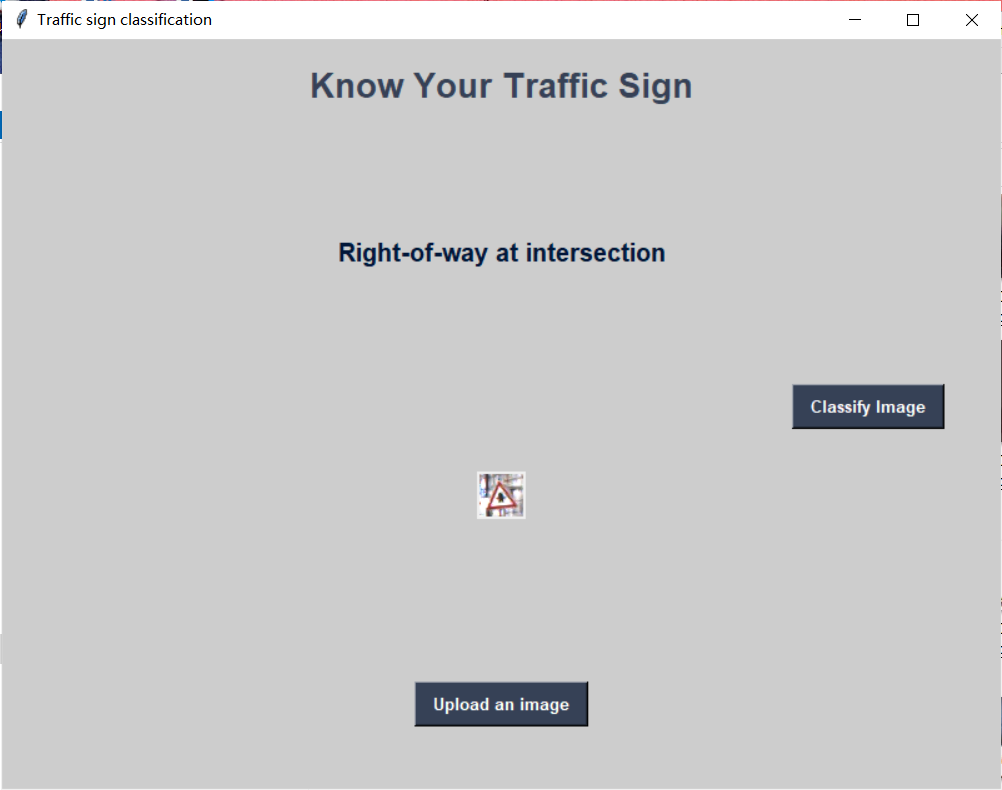 Traffic sign classification
Know Your Traffic Sign
Right-of-way at intersection
Classify Image
Upload an image